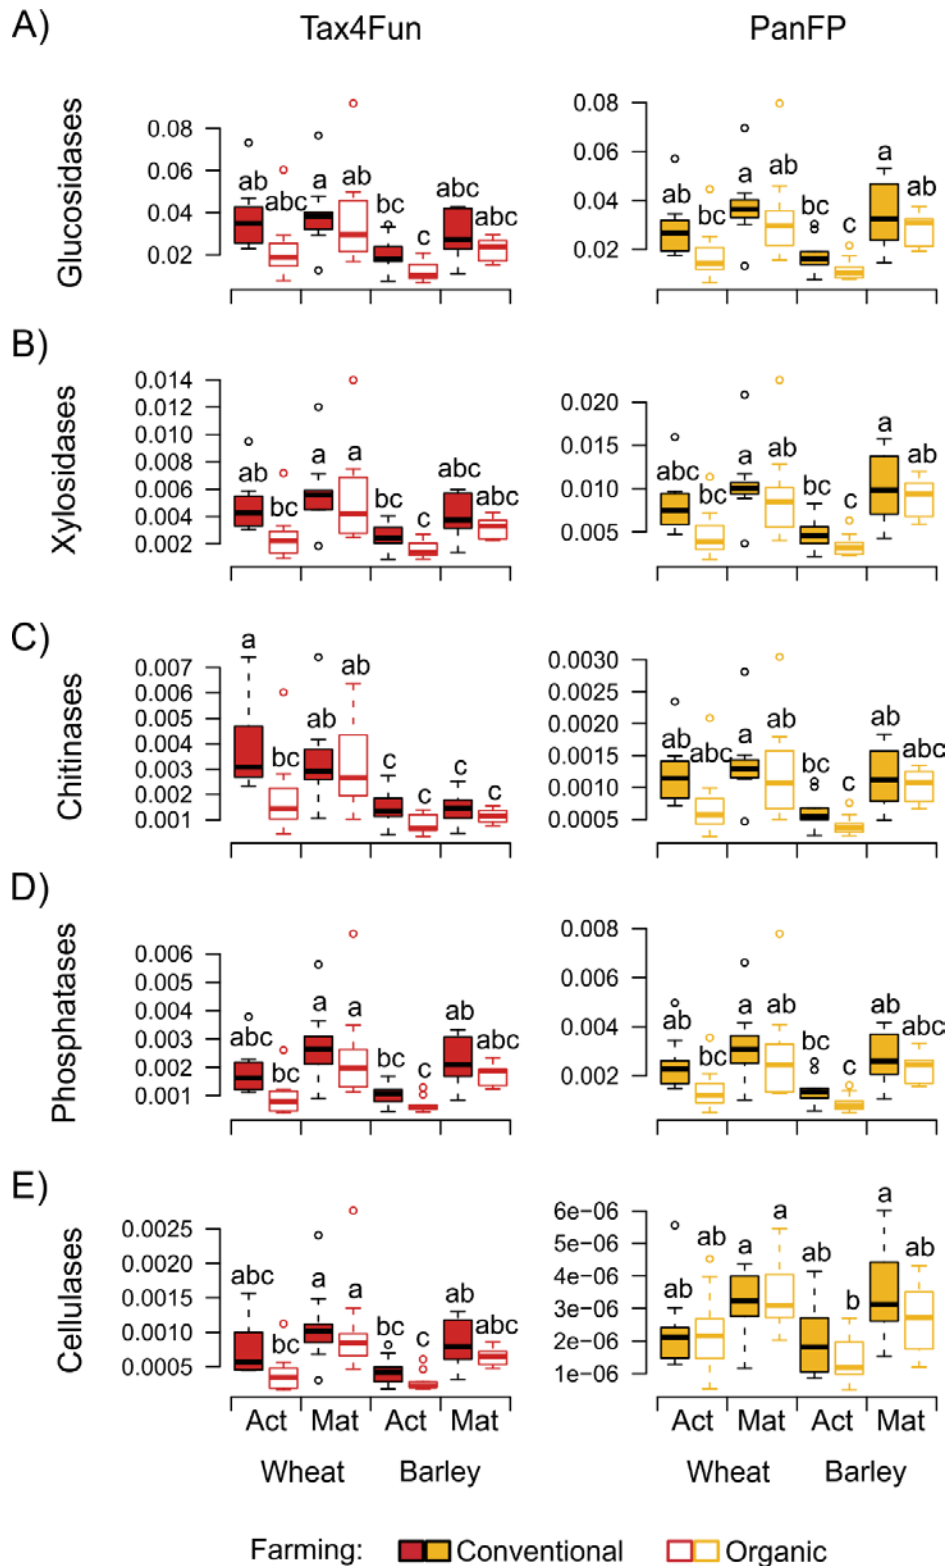 A) Tax4Fun PanFP
Glucosidases
0.08 0.06 0.04 0.02
ab abc a ab bc c abc abc
0.08 0.06 0.04 0.02
ab bc a ab bc c a ab
B)
Xylosidases
0.014 0.012 0.010 0.008 0.006 0.004 0.002
ab bc a a bc c abc abc
0.020 0.015 0.010 0.005
abc bc a ab bc c a ab
C)
Chitinases
0.007 0.006 0.005 0.004 0.003 0.002 0.001
a bc ab ab c c c c
0.0030 0.0025 0.0020 0.0015 0.0010 0.0005
ab abc a ab bc c ab abc
D)
Phosphatases
0.006 0.005 0.004 0.003 0.002 0.001
abc bc a a bc c ab abc
0.008 0.006 0.004 0.002
ab bc a ab bc c ab abc
E)
Cellulases
0.0025 0.0020 0.0015 0.0010 0.0005
abc bc a a bc c ab abc
6e−06 5e−06 4e−06 3e−06 2e−06 1e−06
ab ab a a ab b a ab
Act Mat Act Mat Act Mat Act Mat
Wheat Barley Wheat Barley
Farming: Conventional Organic